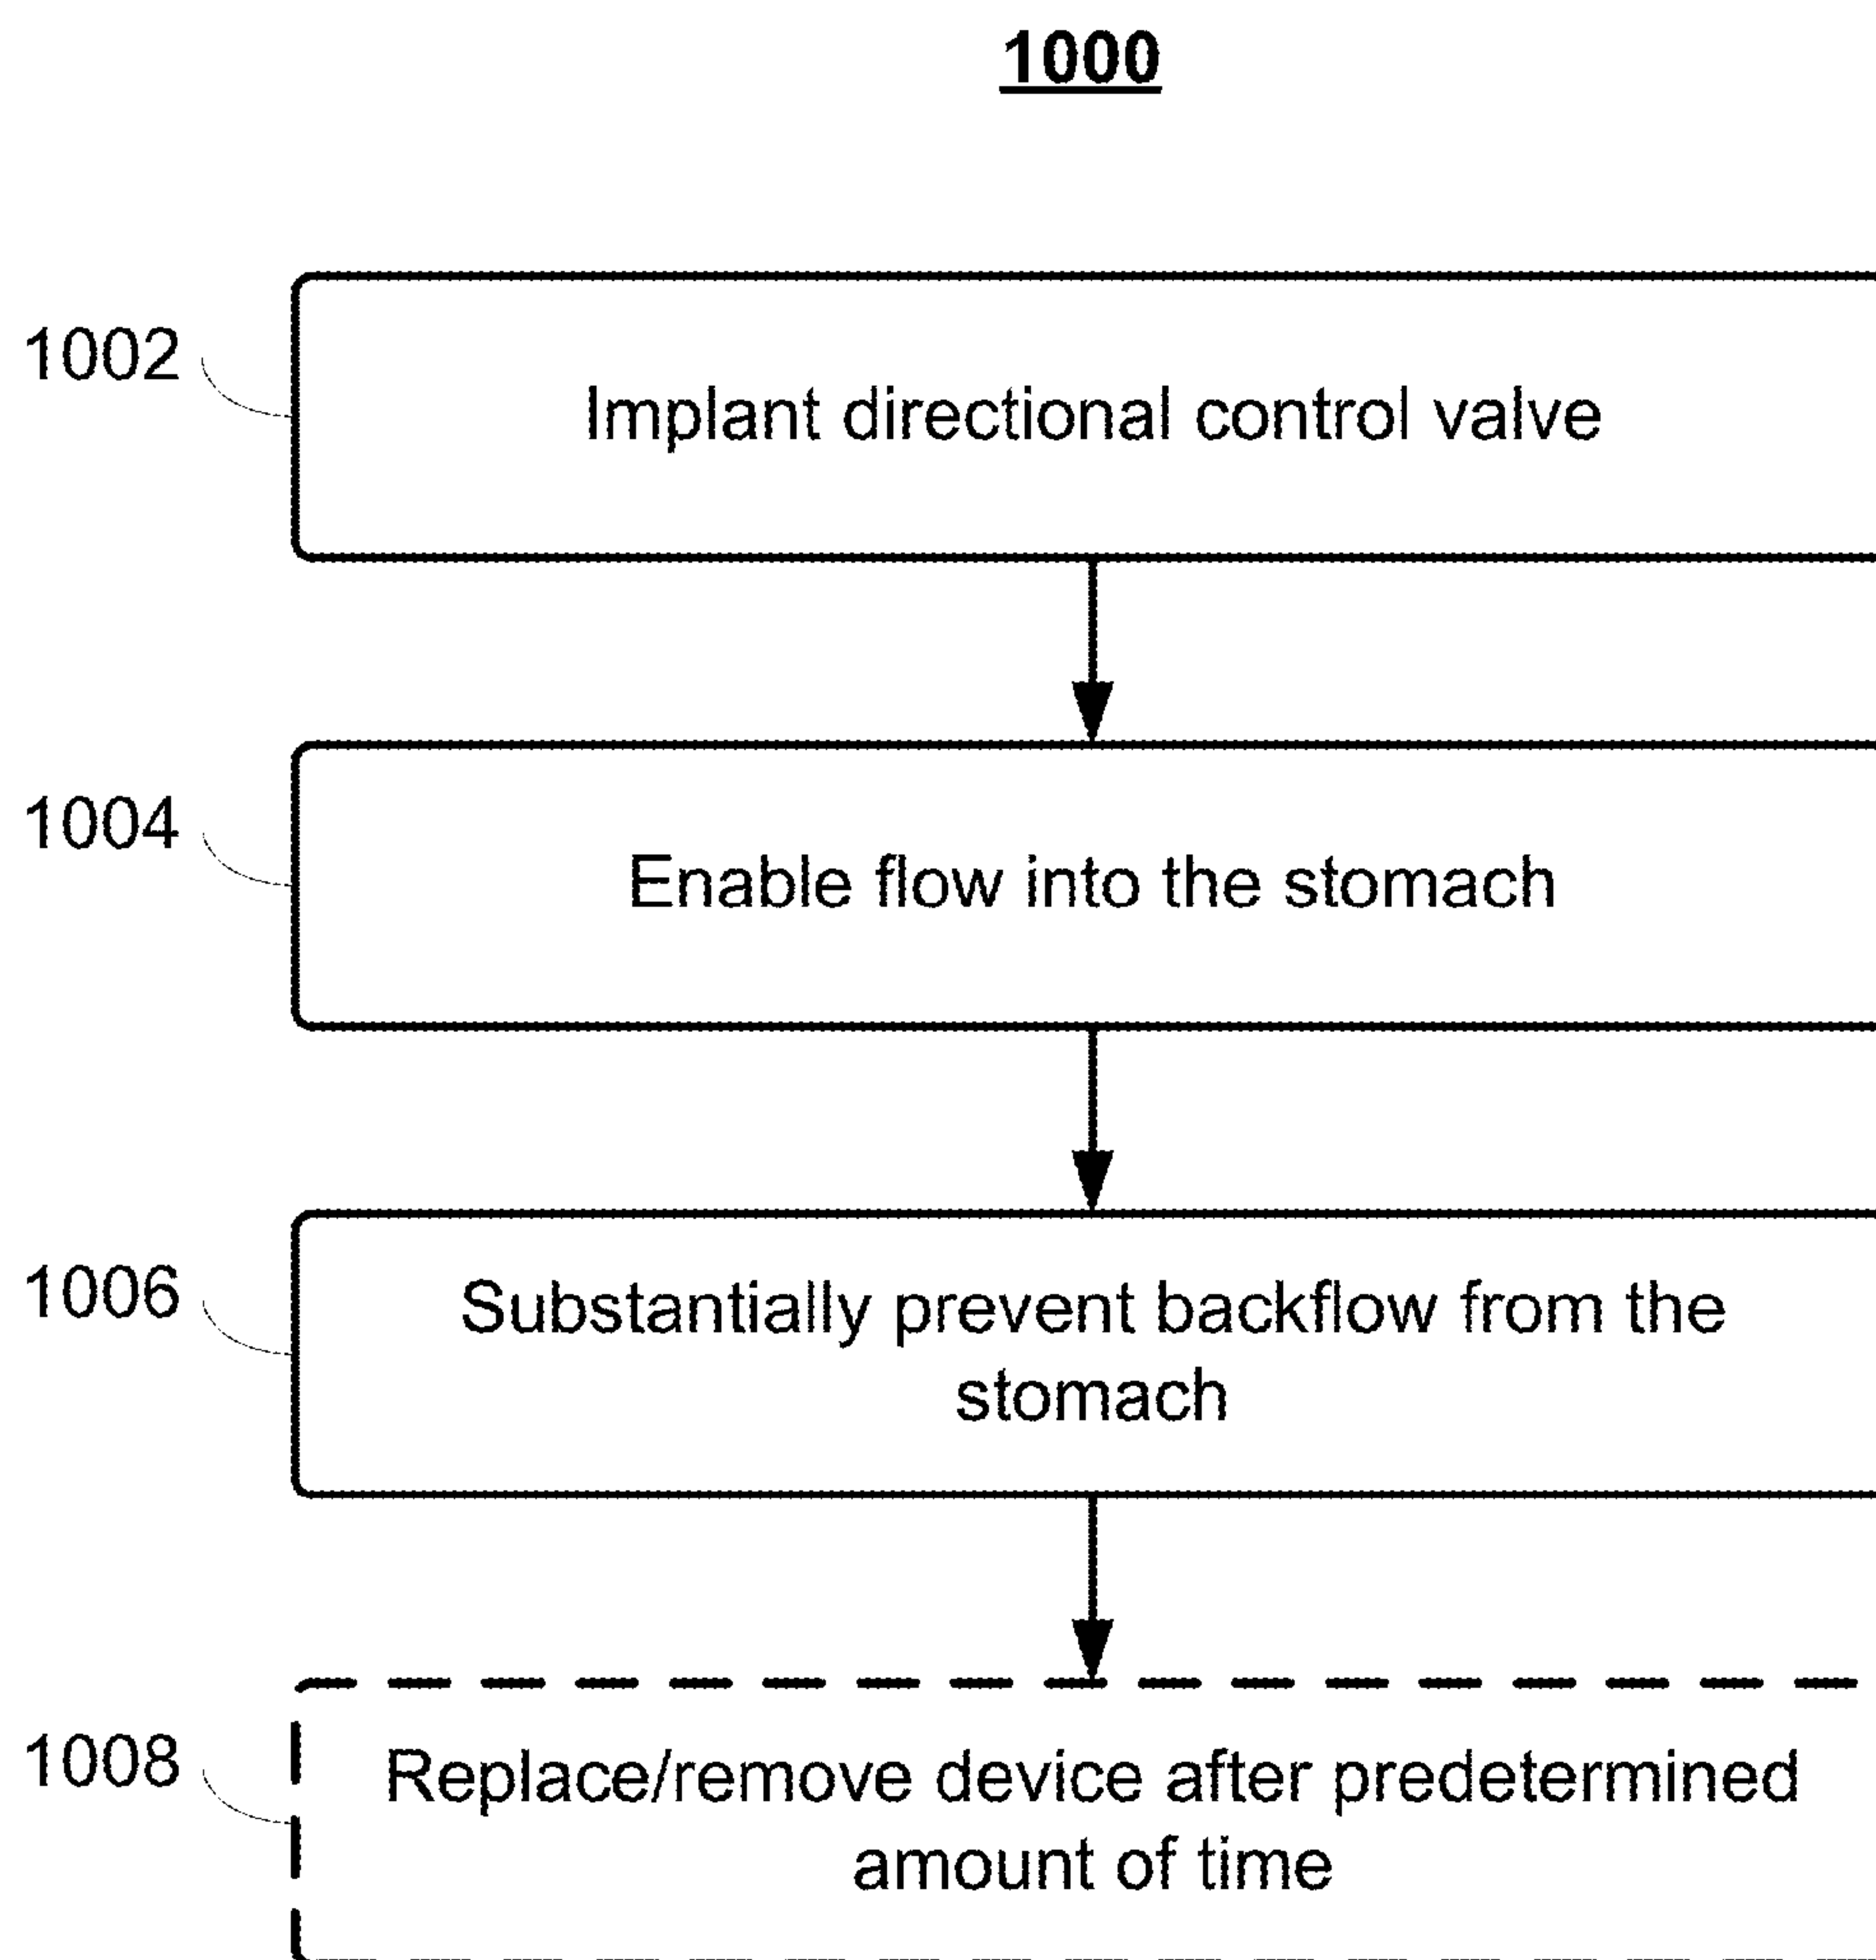 1000
1002
Implant directional control valve
1004
Enable flow into the stomach
1006
Substantially prevent backflow from the
stomach
1008
Replace/remove device after predetermined
amount of time